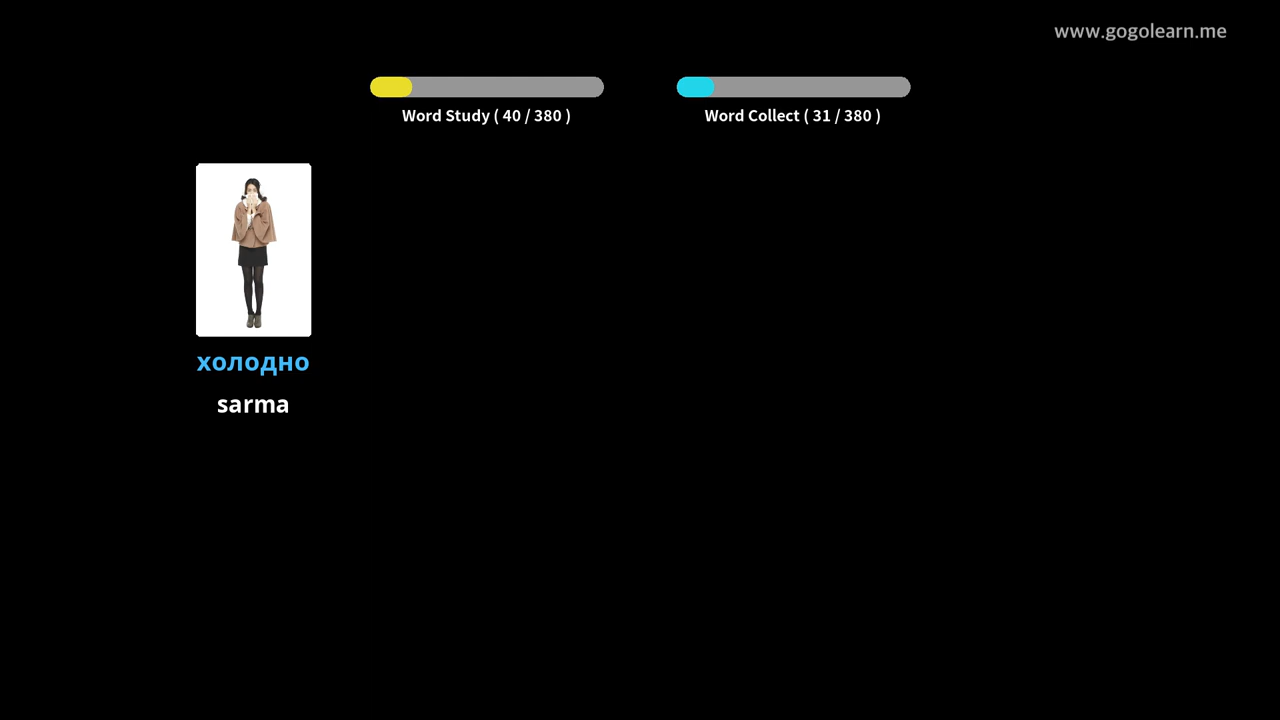 www.gogolearn.me
Word Study ( 40 / 380 )
Word Collect ( 31 / 380 )
холодно
sarma